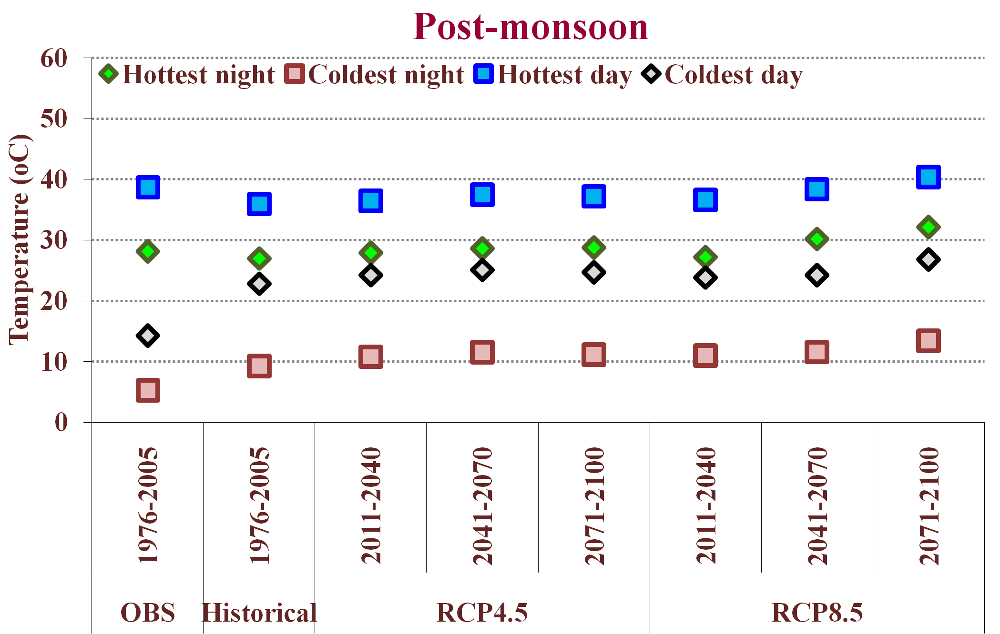 Post-monsoon
60
Hottest night Coldest night Hottest day Coldest day
50
40
30
20
10
0
Temperature (oC)
1976-2005 1976-2005 2011-2040 2041-2070 2071-2100 2011-2040 2041-2070 2071-2100
OBS Historical RCP4.5 RCP8.5